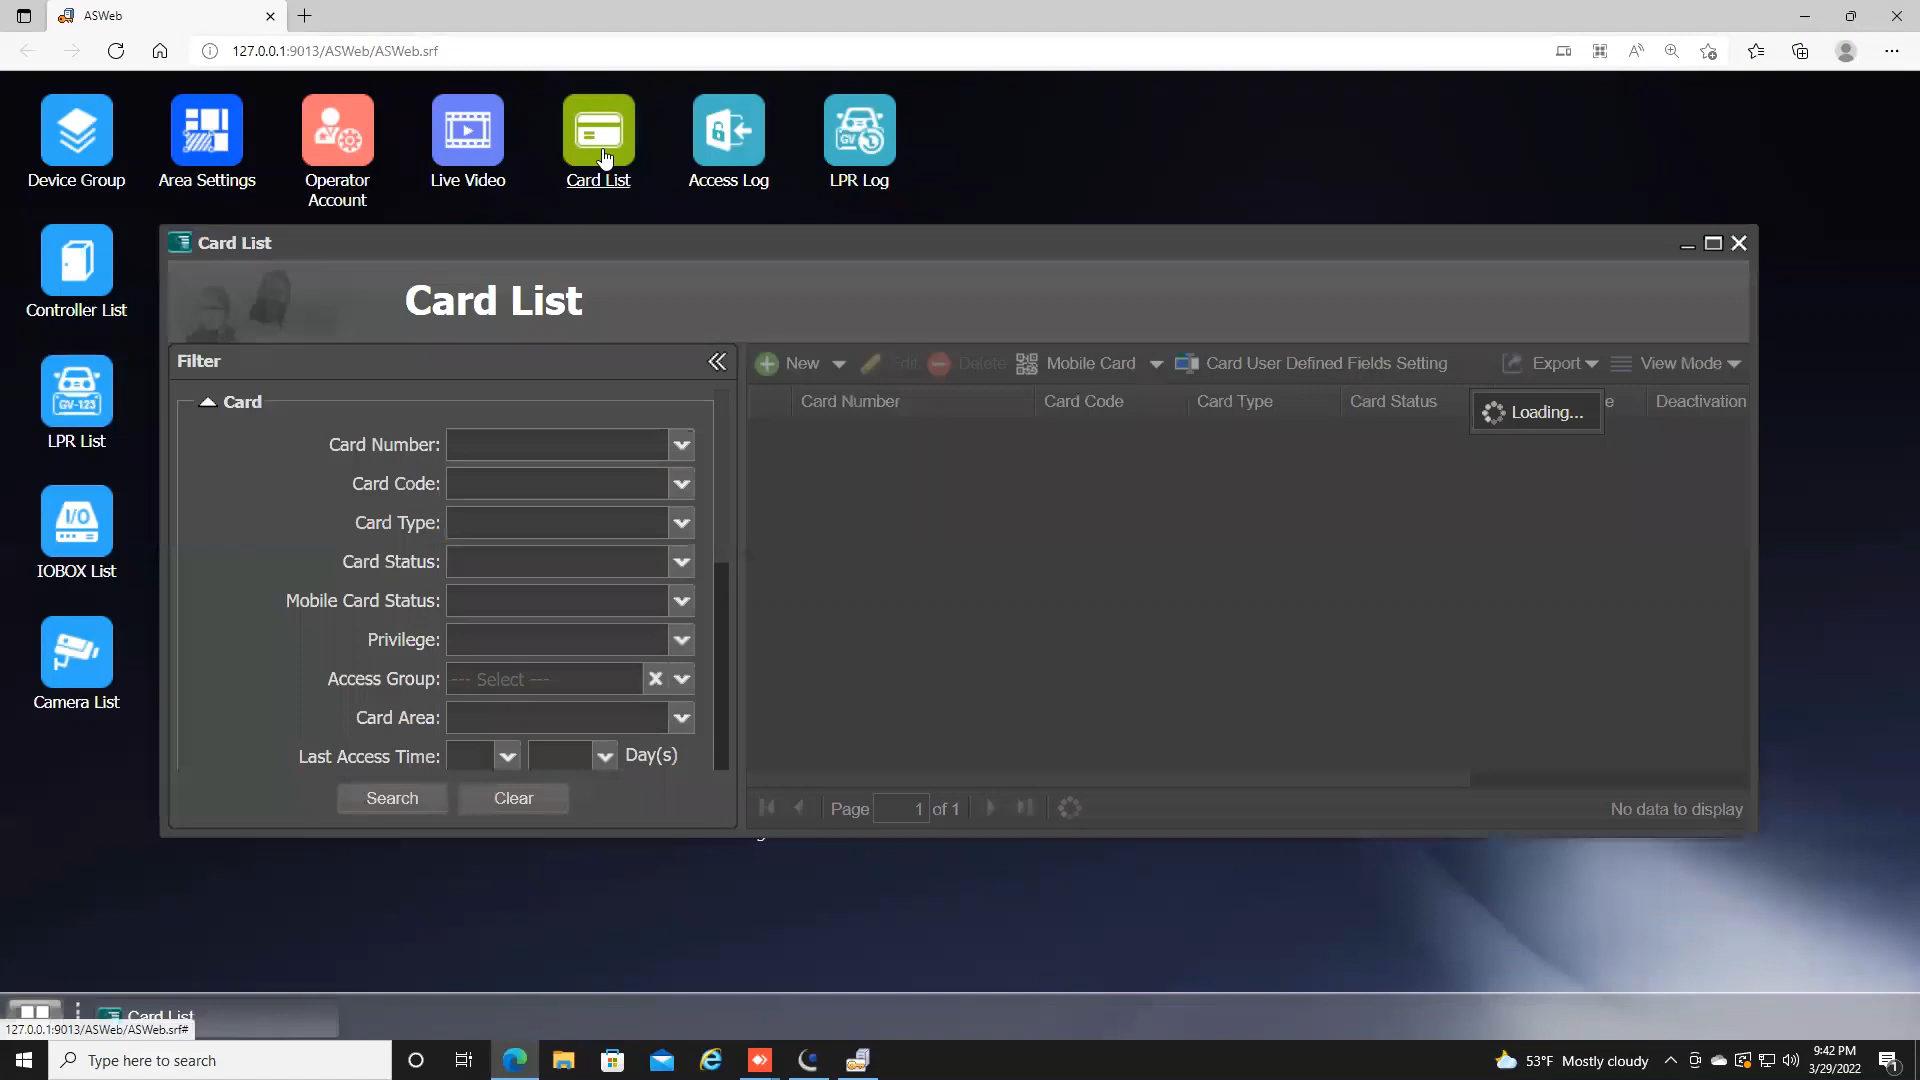 ASWeb
127.0.0.1:9013/ASWeb/ASWeb.srf
Device Group
Area Settings
Operator
Account
Live Video
Card List
Access Log
LPR Log
Controller List
GV-123
LPR List
I/O
IOBOX List
Camera List
Card List
Card List
Filter
Card
Card Number:
Card Code:
Card Type:
Card Status:
Mobile Card Status:
Privilege:
Access Group: --- Select ---
Card Area:
Last Access Time: Day(s)
Search Clear
New Edit Delete Mobile Card Card User Defined Fields Setting Export View Mode
Card Number Card Code Card Type Card Status Loading... e Deactivation
Page 1 of 1 No data to display
Card List
127.0.0.1:9013/ASWeb/ASWeb.srf#
Type here to search
53°F Mostly cloudy
9:42 PM
3/29/2022
1